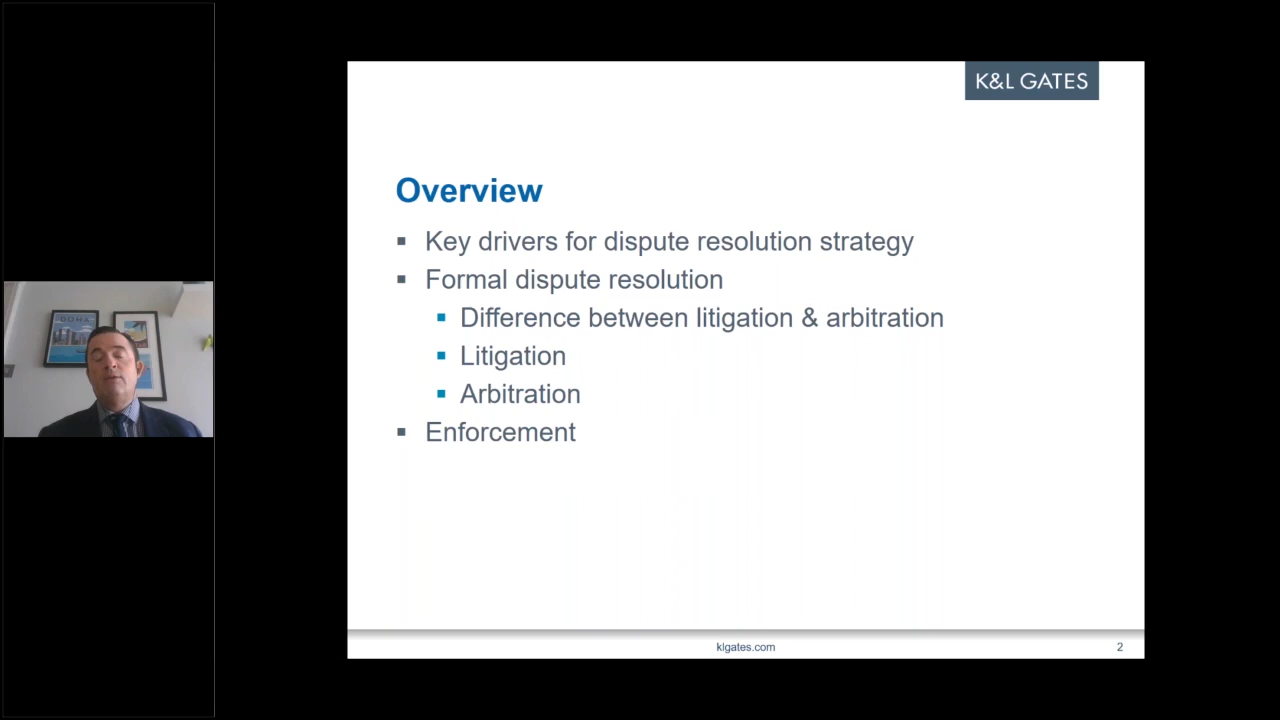 K&L GATES
Overview
Key drivers for dispute resolution strategy
Formal dispute resolution
Difference between litigation & arbitration
Litigation
Arbitration
Enforcement
klgates.com
2
DOHA